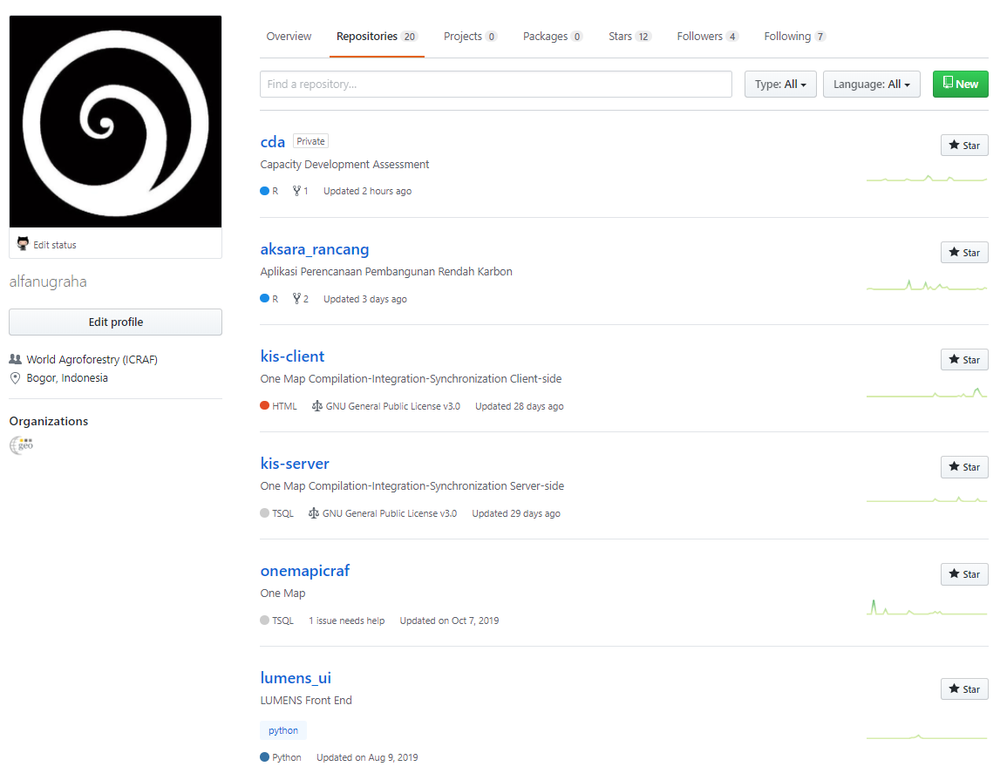 Overview Repositories 20 Projects 0 Packages 0 Stars 12 Followers 4 Following 7
Find a repository...
Type: All
Language: All
New
Edit status
alfanugraha
Edit profile
World Agroforestry (ICRAF)
Bogor, Indonesia
Organizations
geo
cda Private
Star
Capacity Development Assessment
R 1 Updated 2 hours ago
aksara_rancang
Star
Aplikasi Perencanaan Pembangunan Rendah Karbon
R 2 Updated 3 days ago
kis-client
Star
One Map Compilation-Integration-Synchronization Client-side
HTML GNU General Public License v3.0 Updated 28 days ago
kis-server
Star
One Map Compilation-Integration-Synchronization Server-side
TSQL GNU General Public License v3.0 Updated 29 days ago
onemapicraf
Star
One Map
TSQL 1 issue needs help Updated on Oct 7, 2019
lumens_ui
Star
LUMENS Front End
python
Python Updated on Aug 9, 2019